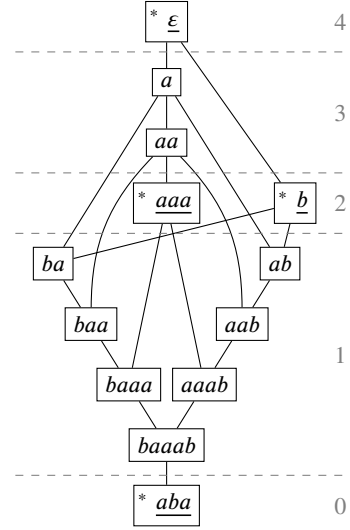 * ε 4
a
3
aa
* aaa * b 2
ba ab
baa aab
1
baaa aaab
baaab
* aba 0